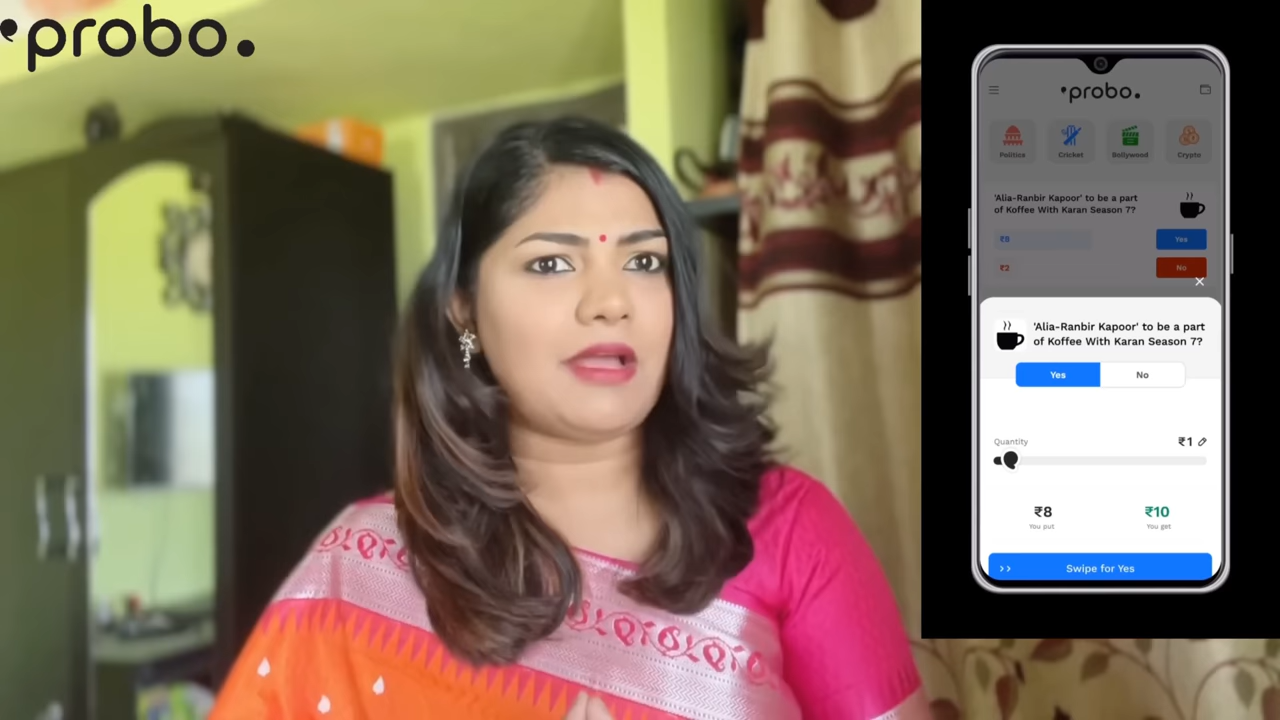 probo.
probo.
Politics
Cricket
Bollywood
Crypto
'Alia-Ranbir Kapoor' to be a part
of Koffee With Karan Season 7?
₹8
Yes
₹2
No
'Alia-Ranbir Kapoor' to be a part
of Koffee With Karan Season 7?
Yes
No
Quantity
₹1
₹8
₹10
You put
You get
Swipe for Yes